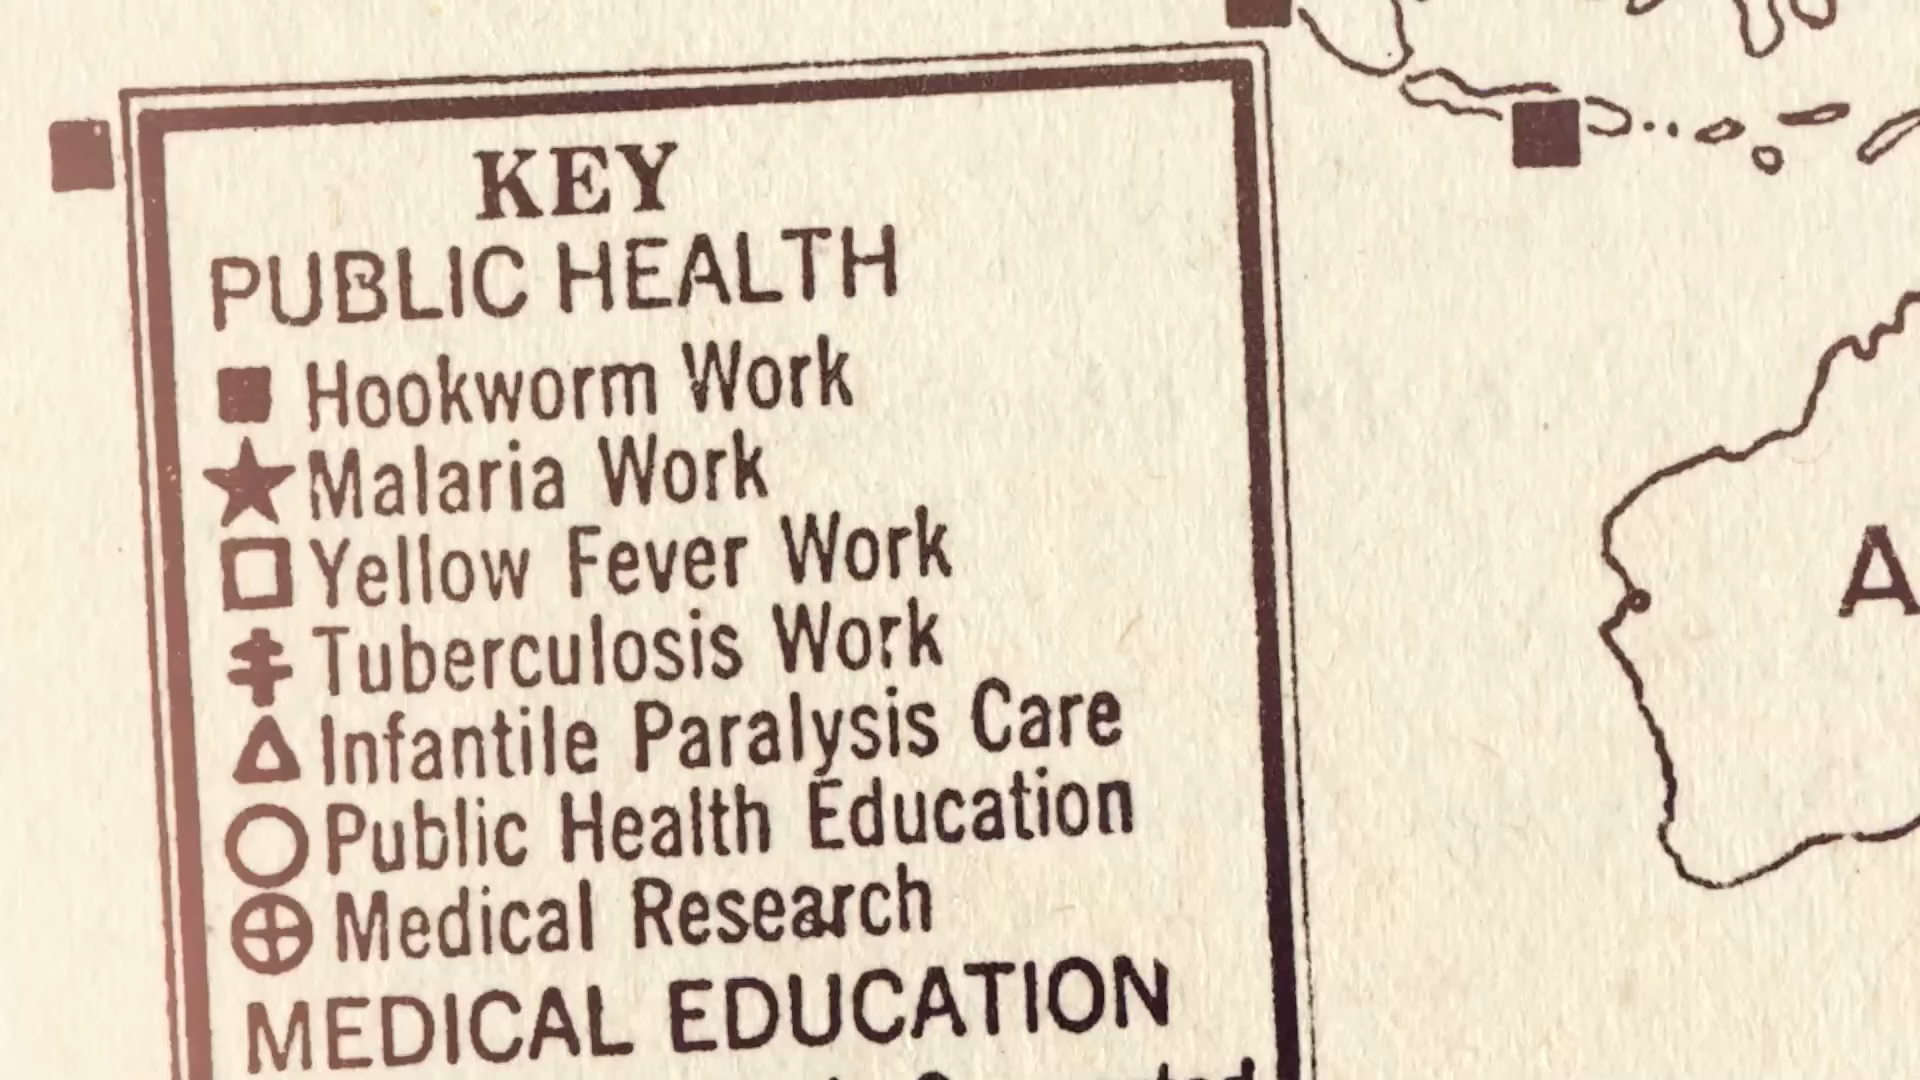 KEY
PUBLIC HEALTH
Hookworm Work
Malaria Work
Yellow Fever Work
Tuberculosis Work
Infantile Paralysis Care
Public Health Education
Medical Research
MEDICAL EDUCATION
A